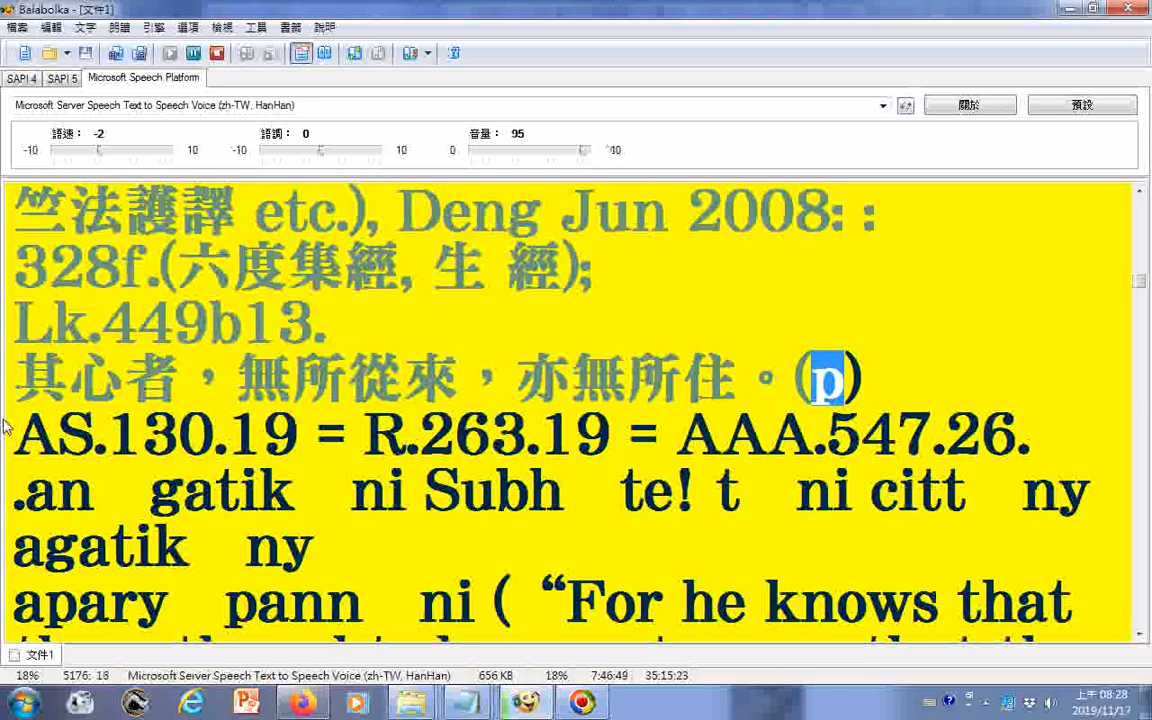 Balabolka - [文件1]
檔案 編輯 文字 朗讀 引擎 選項 檢視 工具 書籤 說明
SAPI 4 SAPI 5 Microsoft Speech Platform
Microsoft Server Speech Text to Speech Voice (zh-TW, HanHan) 關於 預設
語速： -2 語調： 0 音量： 95
-10 10 -10 10 0 100
竺法護譯 etc.), Deng Jun 2008: :
328f.(六度集經, 生 經);
Lk.449b13.
其心者，無所從來，亦無所住。(p)
AS.130.19 = R.263.19 = AAA.547.26.
.an gatik ni Subh te! t ni citt ny
agatik ny
apary pann ni ( “For he knows that
文件1
18% 5176: 16 Microsoft Server Speech Text to Speech Voice (zh-TW, HanHan) 656 KB 18% 7:46:49 35:15:23
上午 08:28
2019/11/17